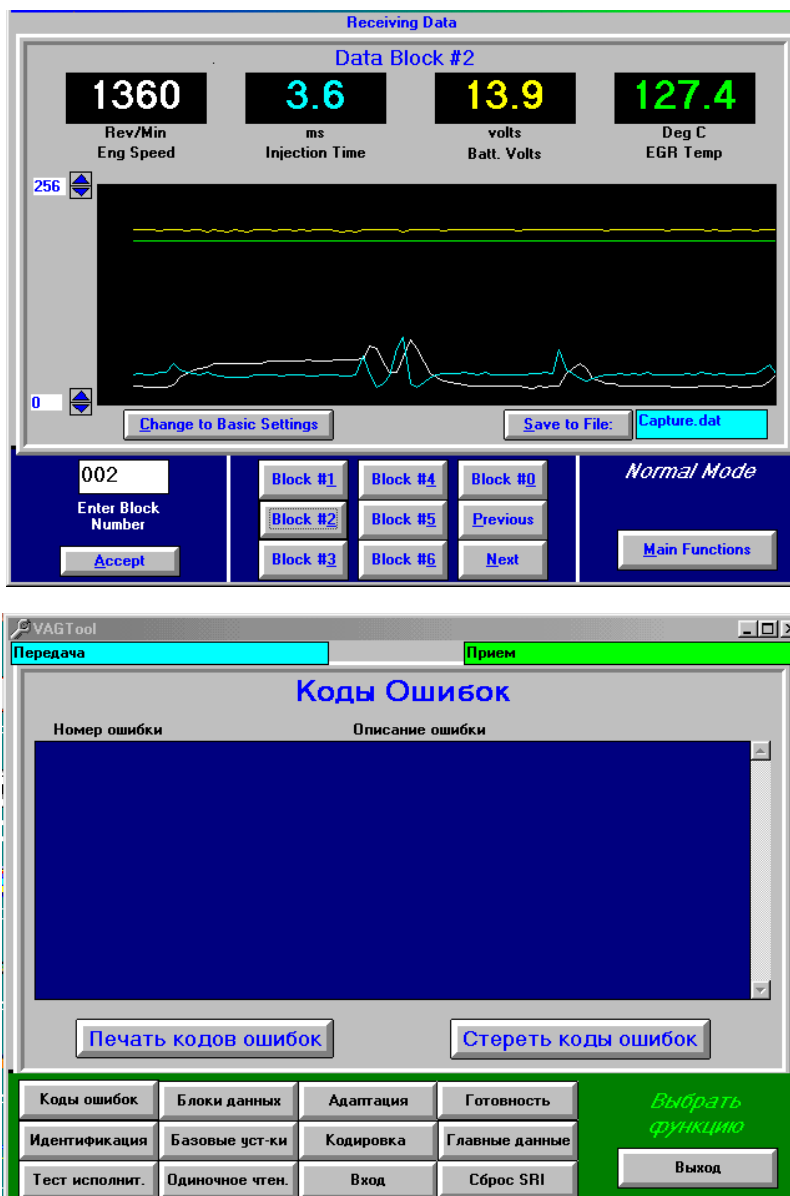 Receiving Data
Data Block #2
1360 3.6 13.9 127.4
Rev/Min ms volts Deg C
Eng Speed Injection Time Batt. Volts EGR Temp
256
0
Change to Basic Settings Save to File: Capture.dat
002
Enter Block
Number
Accept
Block #1 Block #4 Block #0
Block #2 Block #5 Previous
Block #3 Block #6 Next
Normal Mode
Main Functions
VAGTool
Передача Прием
Коды Ошибок
Номер ошибки Описание ошибки
Печать кодов ошибок Стереть коды ошибок
Коды ошибок Блоки данных Адаптация Готовность
Идентификация Базовые уст-ки Кодировка Главные данные
Тест исполнит. Одиночное чтен. Вход Сброс SRI
Выбрать
функцию
Выход